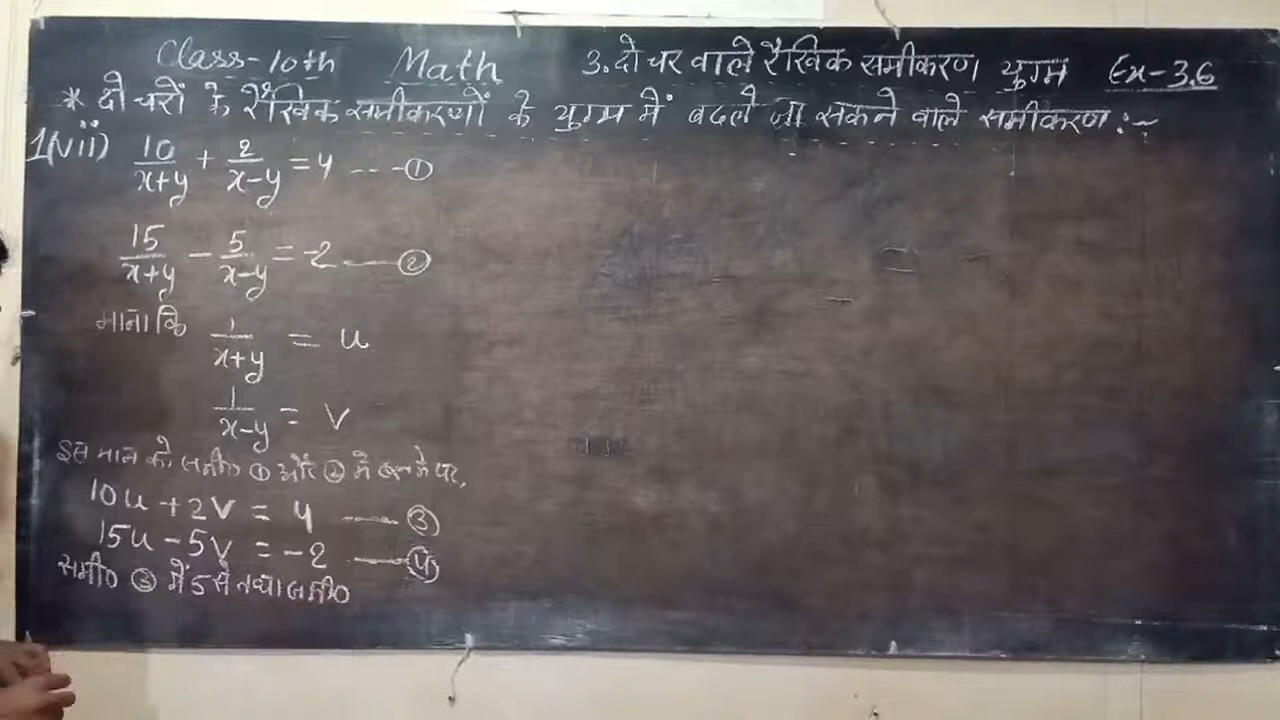 Class-10th Math 3. दो चर वाले रैखिक समीकरण युग्म Ex-3.6
* दो चरों के रैखिक समीकरणों के युग्म में बदले जा सकने वाले समीकरण :-
1(vii) 10/(x+y) + 2/(x-y) = 4 --- ①
15/(x+y) - 5/(x-y) = -2 — ②
माना कि 1/(x+y) = u
1/(x-y) = v
इस मान को समी० ① और ② में रखने पर,
10u + 2v = 4 — ③
15u - 5v = -2 — ④
समी० ③ में 5 से तथा समी०